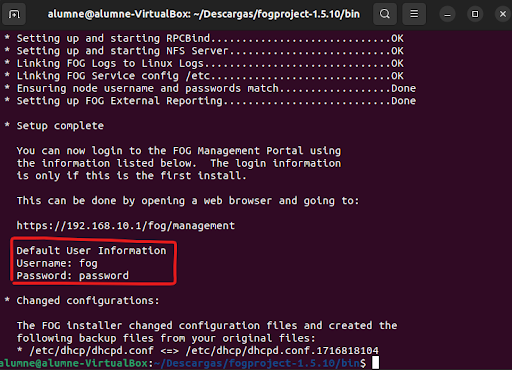 alumne@alumne-VirtualBox: ~/Descargas/fogproject-1.5.10/bin
* Setting up and starting RPCBind.............................OK
* Setting up and starting NFS Server..........................OK
* Linking FOG Logs to Linux Logs..............................OK
* Linking FOG Service config /etc.............................OK
* Ensuring node username and passwords match..................Done
* Setting up FOG External Reporting...........................Done
* Setup complete
You can now login to the FOG Management Portal using
the information listed below.  The login information
is only if this is the first install.
This can be done by opening a web browser and going to:
https://192.168.10.1/fog/management
Default User Information
Username: fog
Password: password
* Changed configurations:
The FOG installer changed configuration files and created the
following backup files from your original files:
* /etc/dhcp/dhcpd.conf <=> /etc/dhcp/dhcpd.conf.1716818104
alumne@alumne-VirtualBox:~/Descargas/fogproject-1.5.10/bin$